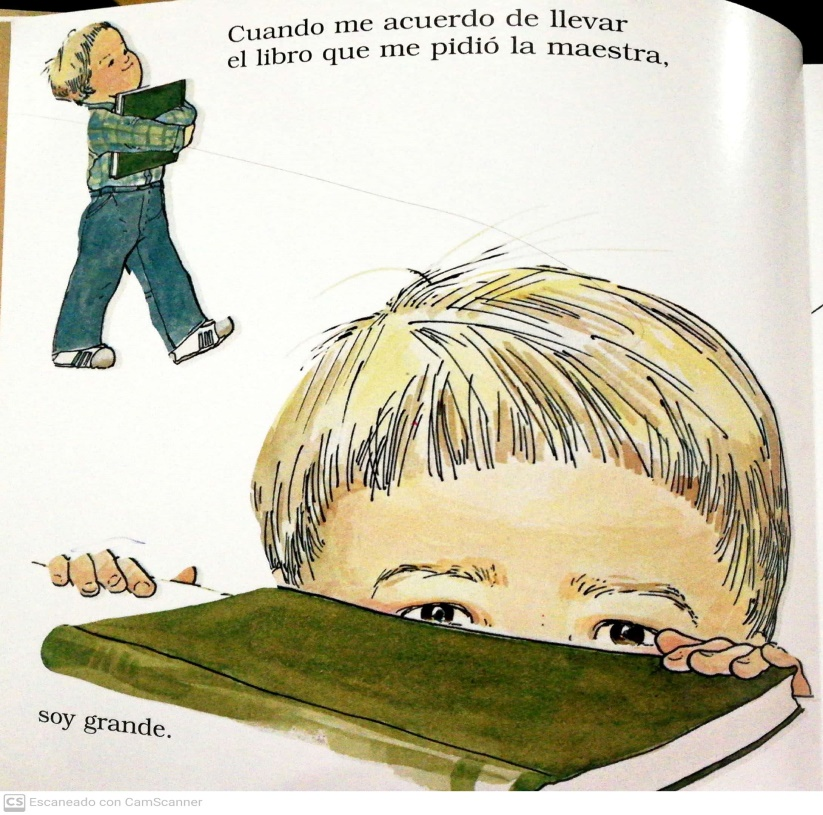 Cuando me acuerdo de llevar
el libro que me pidió la maestra,
soy grande.
CS Escaneado con CamScanner